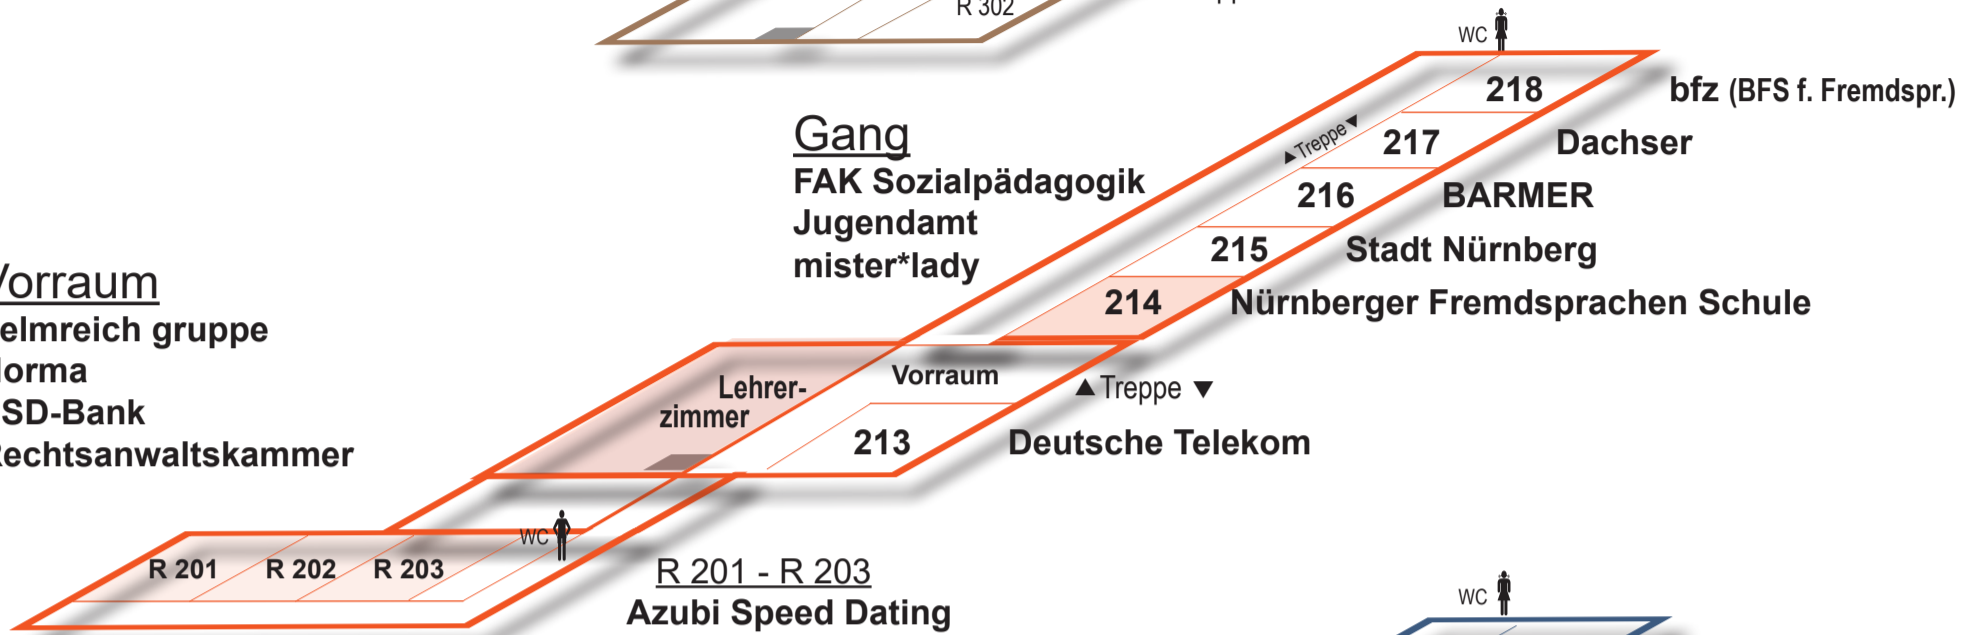 R 302
WC
218
bfz (BFS f. Fremdspr.)
▲Treppe▼
217
Dachser
Gang
FAK Sozialpädagogik
Jugendamt
mister*lady
216
BARMER
215
Stadt Nürnberg
214
Nürnberger Fremdsprachen Schule
Vorraum
elmreich gruppe
orma
SD-Bank
echtsanwaltskammer
Lehrer-
zimmer
Vorraum
▲ Treppe ▼
213
Deutsche Telekom
WC
R 201
R 202
R 203
R 201 - R 203
Azubi Speed Dating
WC